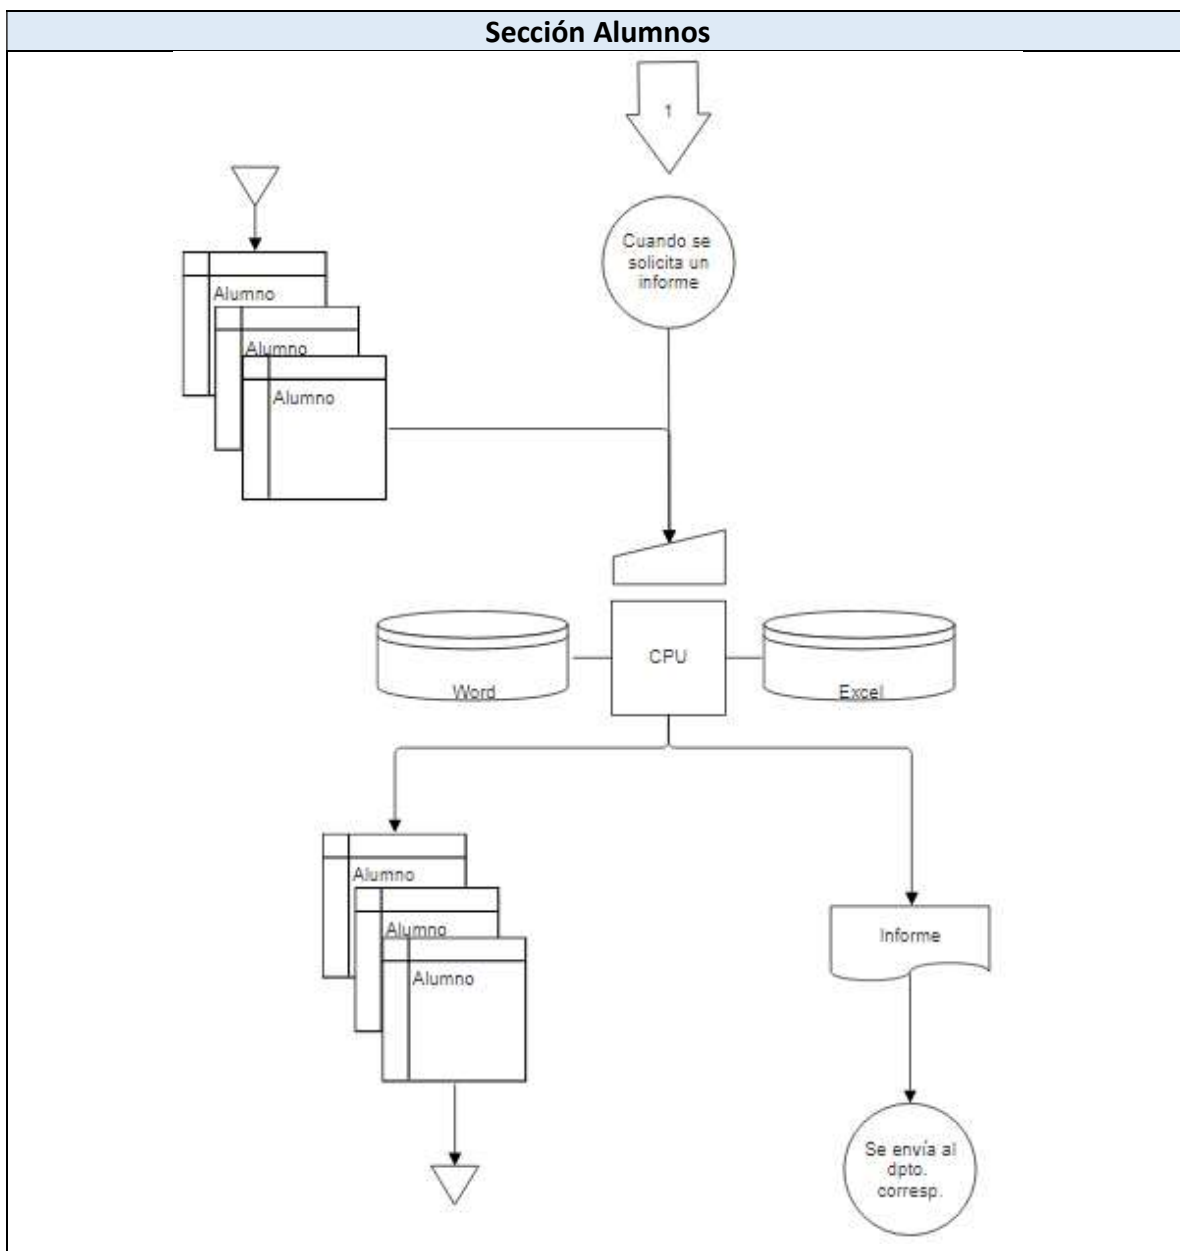 Sección Alumnos
1
Cuando se
solicita un
informe
Alumno
Alumno
Alumno
CPU
Word
Excel
Alumno
Alumno
Alumno
Informe
Se envía al
dpto.
corresp.